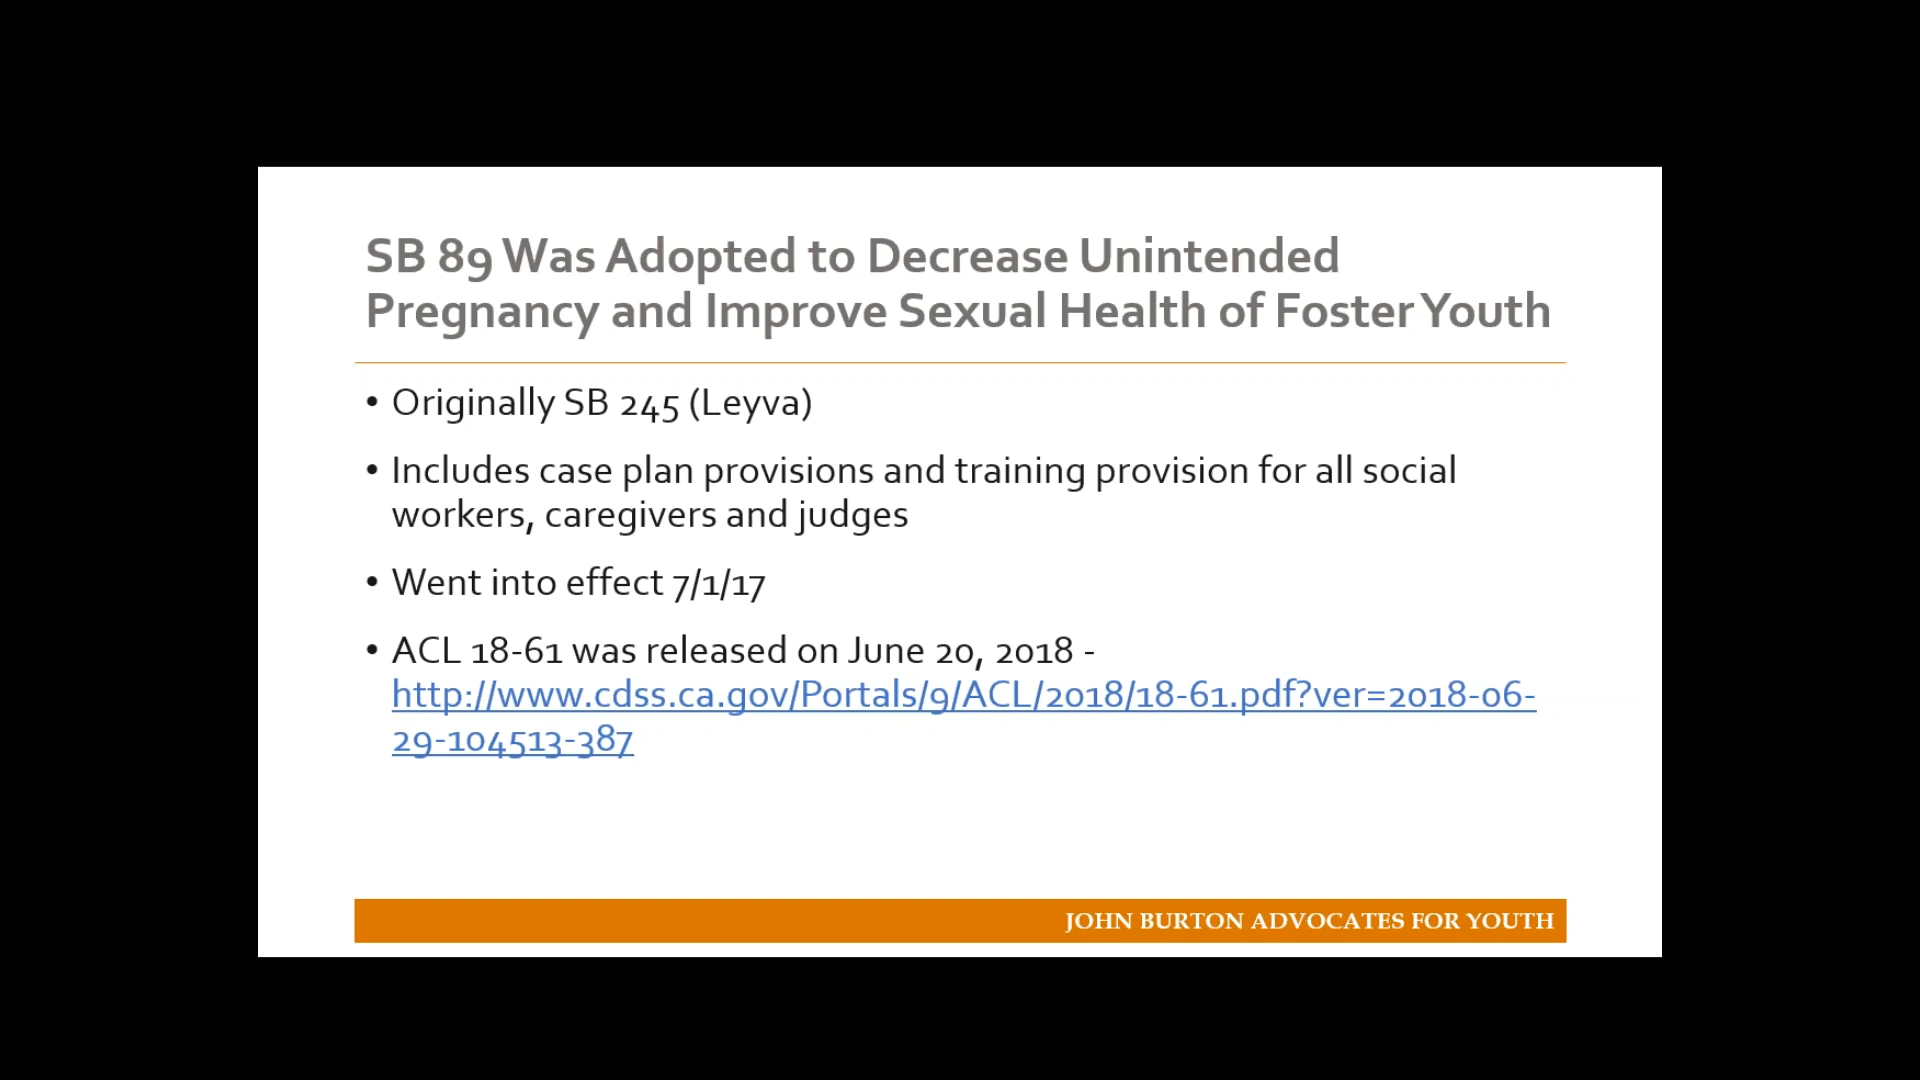 SB 89 Was Adopted to Decrease Unintended
Pregnancy and Improve Sexual Health of Foster Youth
• Originally SB 245 (Leyva)
• Includes case plan provisions and training provision for all social
workers, caregivers and judges
• Went into effect 7/1/17
• ACL 18-61 was released on June 20, 2018 -
http://www.cdss.ca.gov/Portals/9/ACL/2018/18-61.pdf?ver=2018-06-
29-104513-387
JOHN BURTON ADVOCATES FOR YOUTH